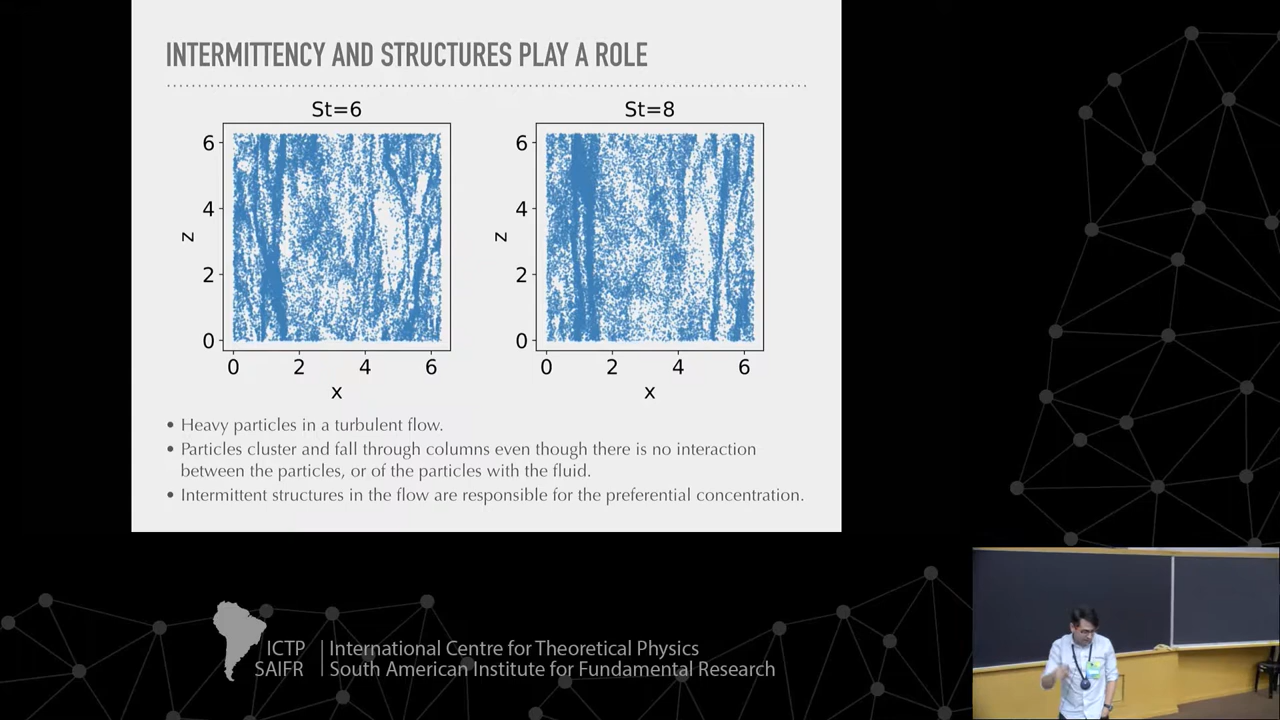 INTERMITTENCY AND STRUCTURES PLAY A ROLE
St=6
St=8
6
4
2
0
z
0 2 4 6
x
6
4
2
0
z
0 2 4 6
x
• Heavy particles in a turbulent flow.
• Particles cluster and fall through columns even though there is no interaction
between the particles, or of the particles with the fluid.
• Intermittent structures in the flow are responsible for the preferential concentration.
ICTP
SAIFR
International Centre for Theoretical Physics
South American Institute for Fundamental Research